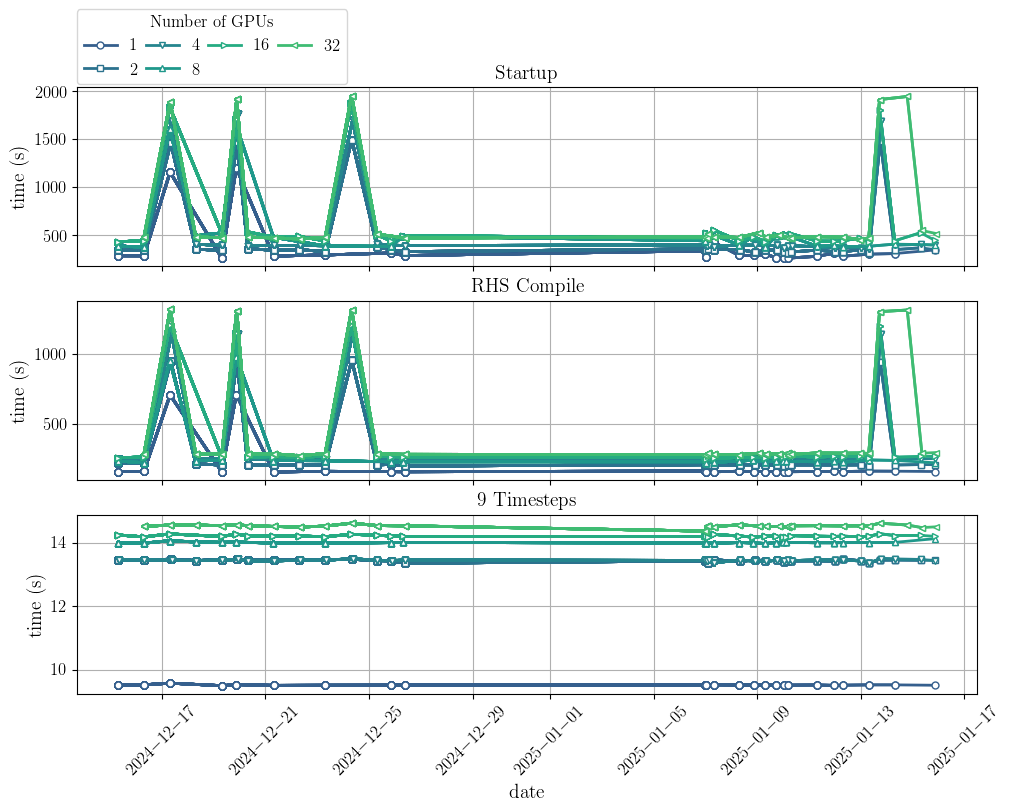 Number of GPUs
1 4 16 32
2 8
Startup
2000
1500
1000
500
time (s)
RHS Compile
1000
500
time (s)
9 Timesteps
14
12
10
time (s)
2024−12−17 2024−12−21 2024−12−25 2024−12−29 2025−01−01 2025−01−05 2025−01−09 2025−01−13 2025−01−17
date